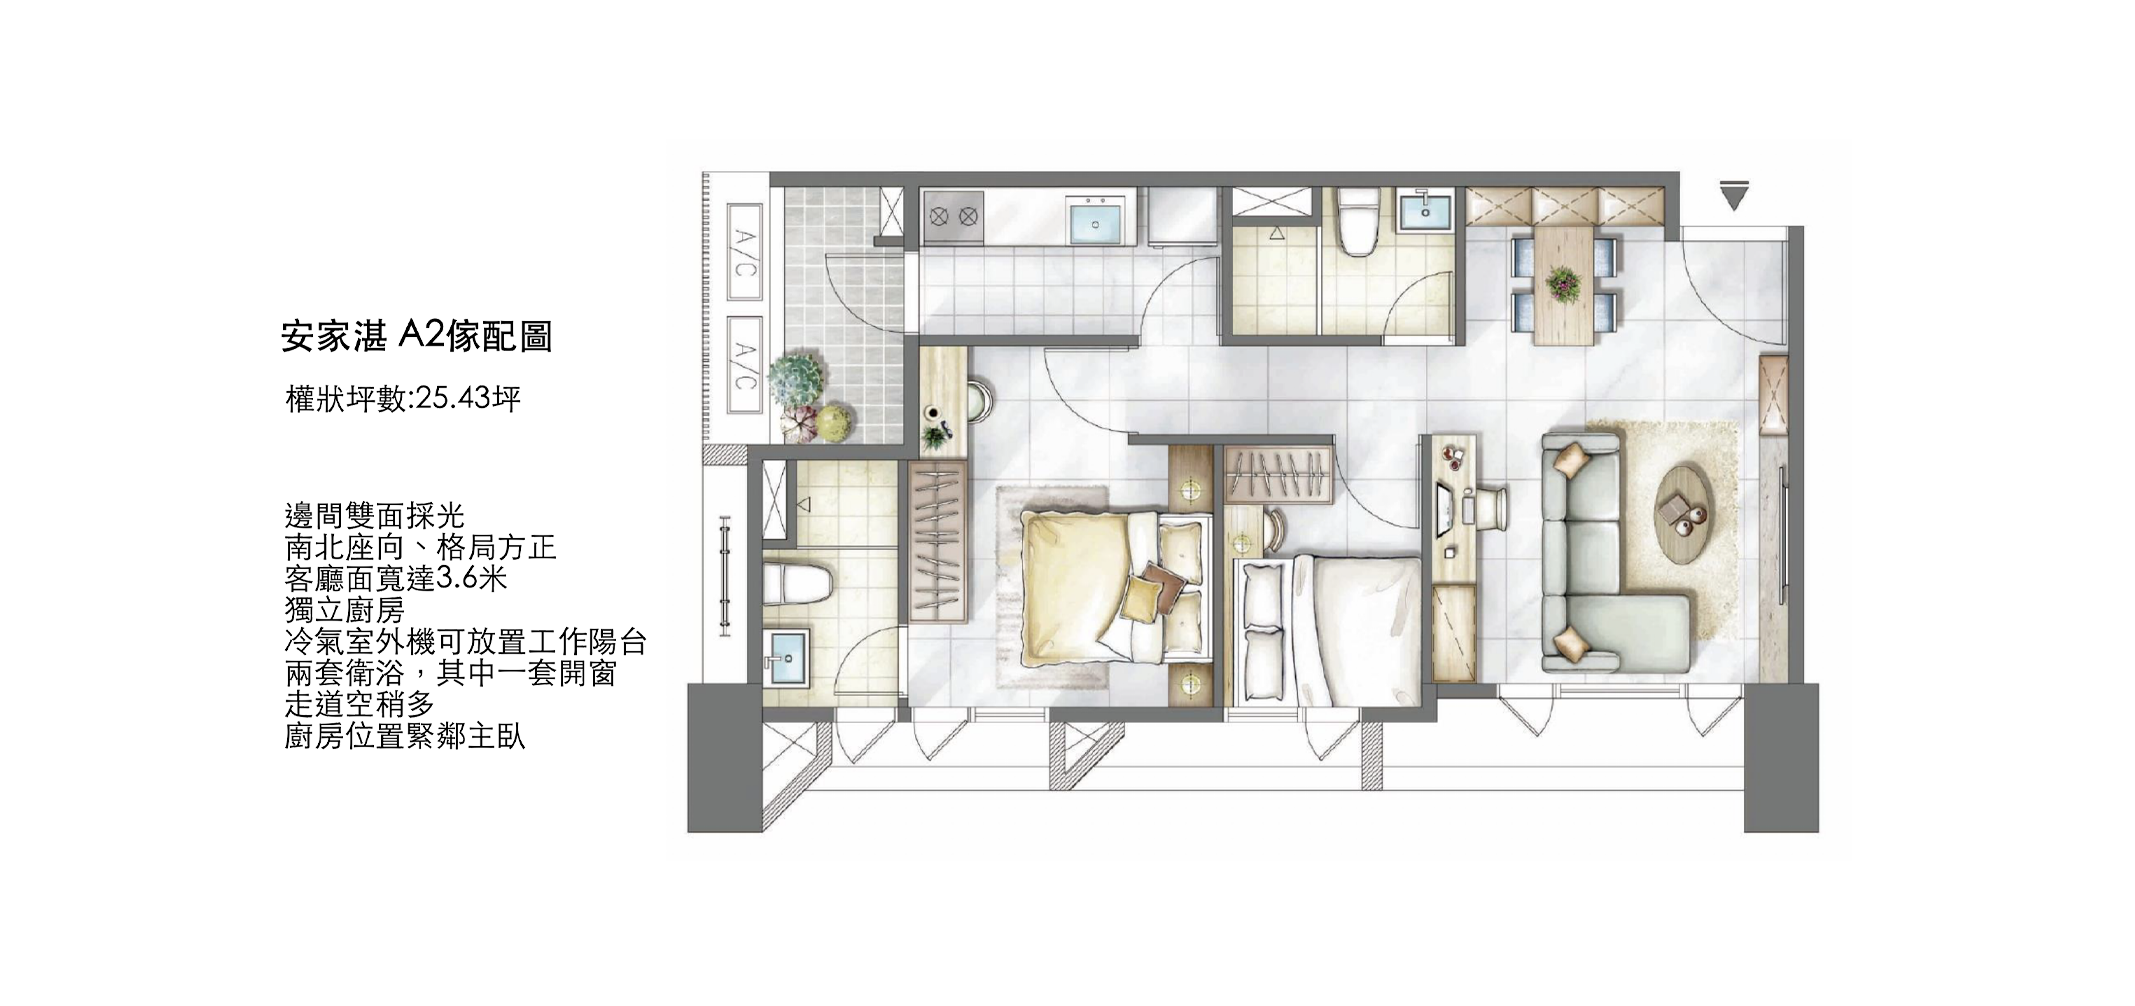 安家湛 A2傢配圖
權狀坪數:25.43坪
邊間雙面採光
南北座向、格局方正
客廳面寬達3.6米
獨立廚房
冷氣室外機可放置工作陽台
兩套衛浴，其中一套開窗
走道空稍多
廚房位置緊鄰主臥
A/C
A/C